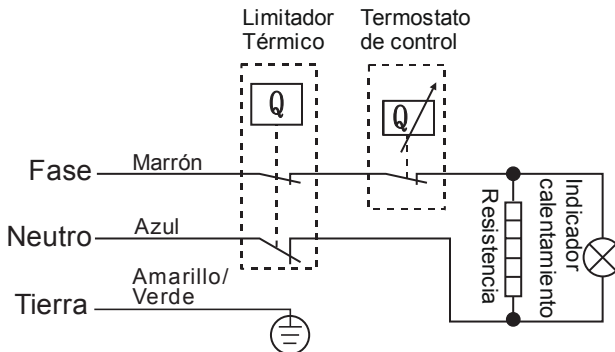 Limitador
Térmico
Termostato
de control
Q
Q
Fase
Marrón
Neutro
Azul
Tierra
Amarillo/
Verde
Resistencia
Indicador
calentamiento